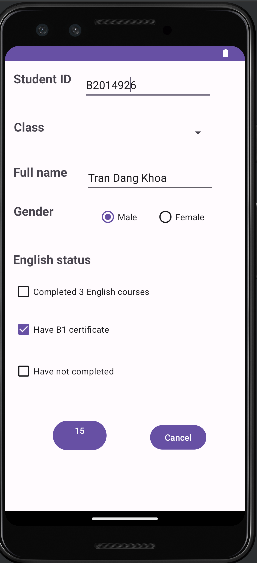 Student ID
B2014926
Class
Full name
Tran Dang Khoa
Gender
Male
Female
English status
Completed 3 English courses
Have B1 certificate
Have not completed
15
Cancel